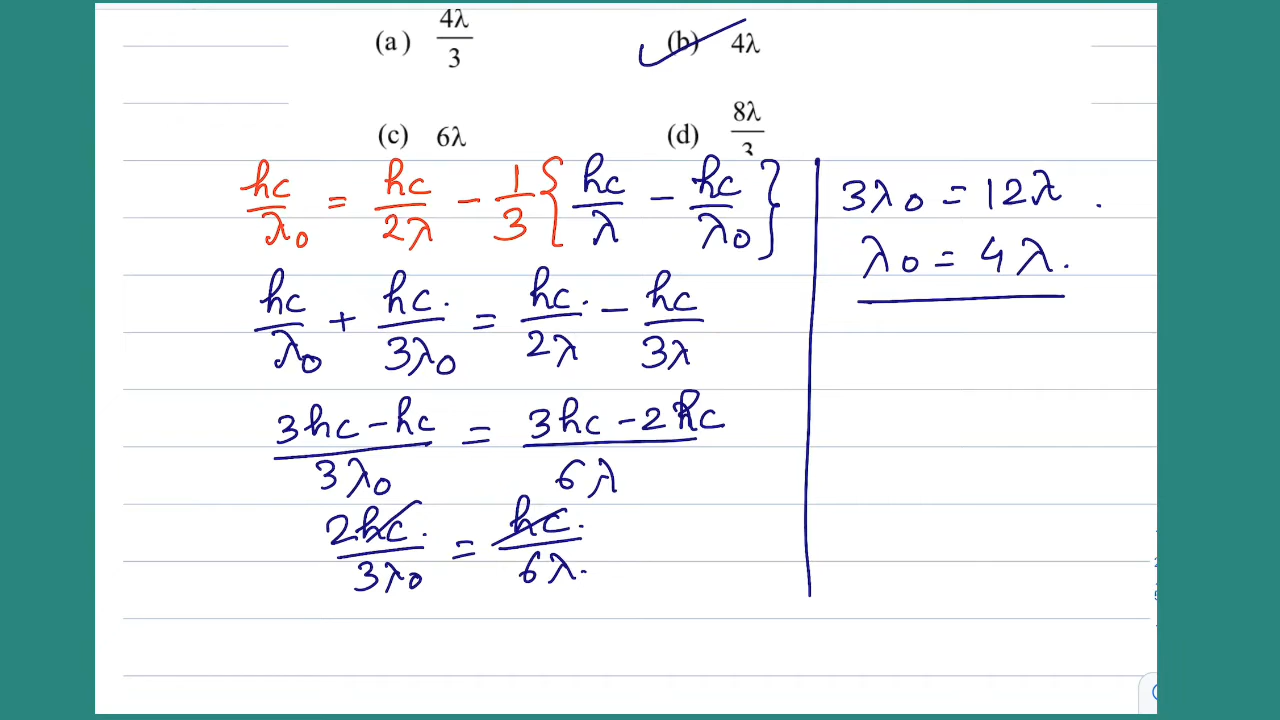 (a) 4λ/3 (b) 4λ
(c) 6λ (d) 8λ/3
hc/λ0 = hc/2λ - 1/3 { hc/λ - hc/λ0 }
hc/λ0 + hc/3λ0 = hc/2λ - hc/3λ
3hc - hc/3λ0 = 3hc - 2hc/6λ
2hc/3λ0 = hc/6λ
3λ0 = 12λ.
λ0 = 4λ.